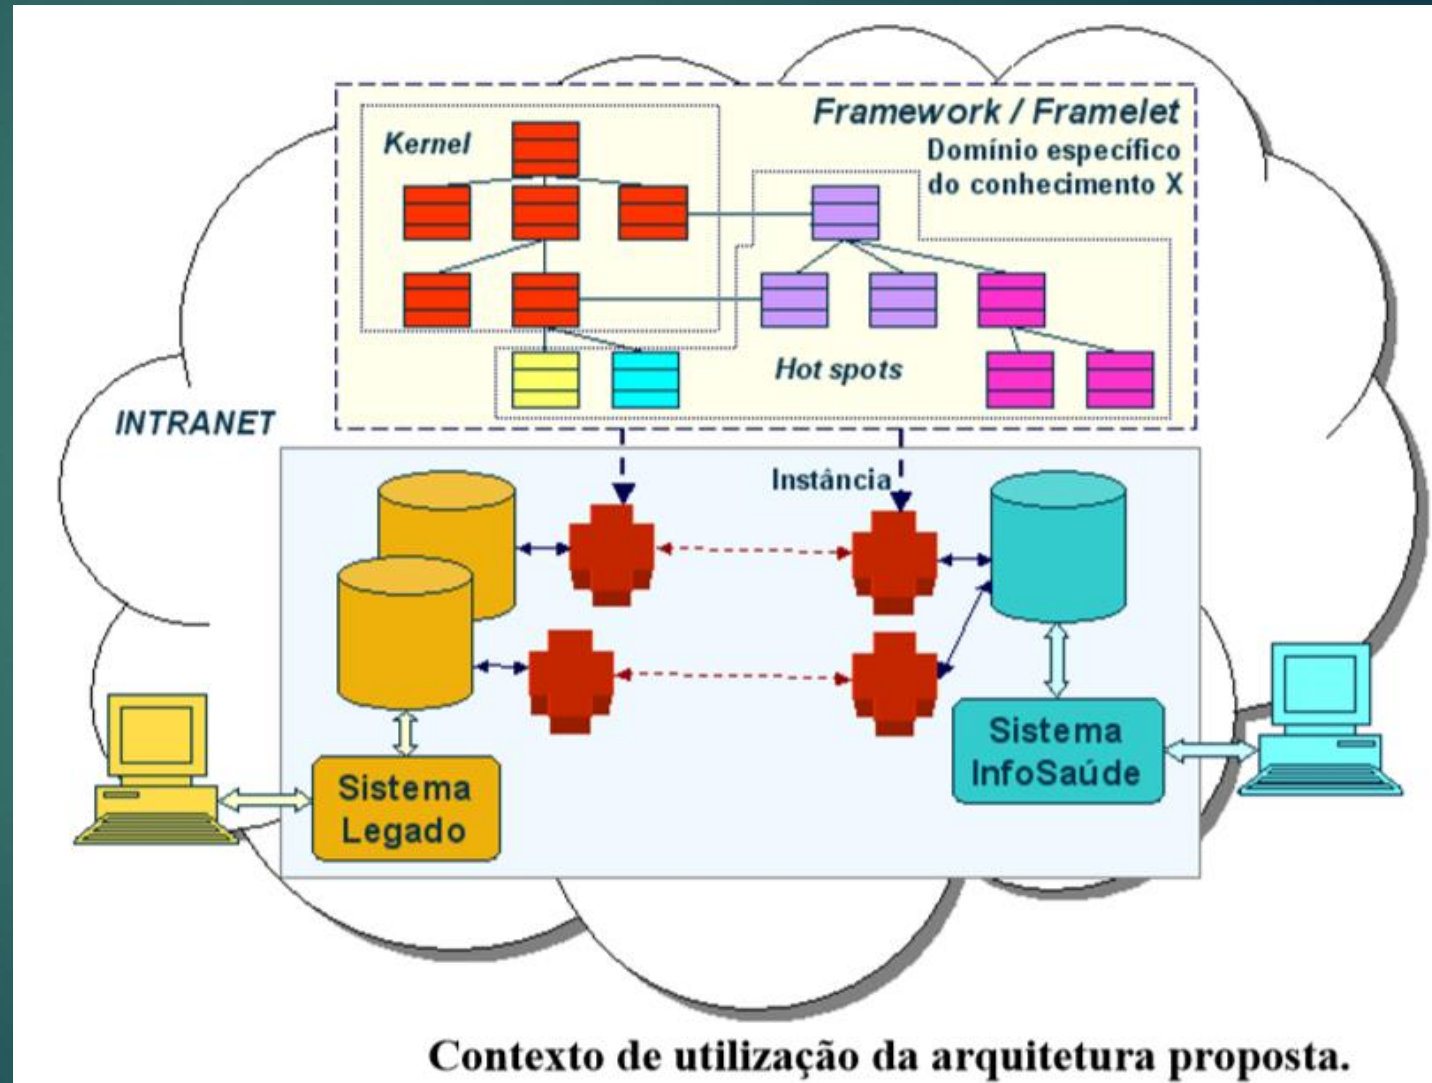 Framework / Framelet
Kernel
Domínio específico
do conhecimento X
Hot spots
INTRANET
Instância
Sistema
InfoSaúde
Sistema
Legado
Contexto de utilização da arquitetura proposta.